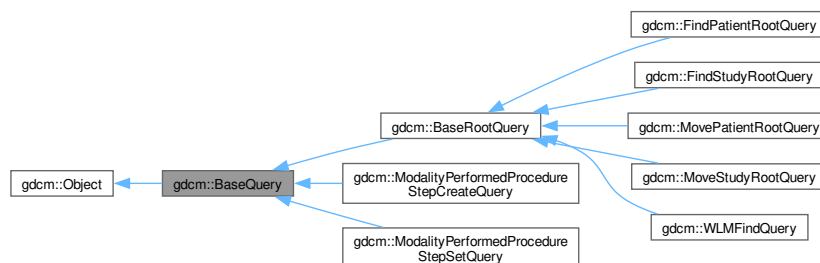 gdcm::FindPatientRootQuery
gdcm::FindStudyRootQuery
gdcm::BaseRootQuery
gdcm::MovePatientRootQuery
gdcm::Object
gdcm::BaseQuery
gdcm::ModalityPerformedProcedure
StepCreateQuery
gdcm::MoveStudyRootQuery
gdcm::WLMFindQuery
gdcm::ModalityPerformedProcedure
StepSetQuery